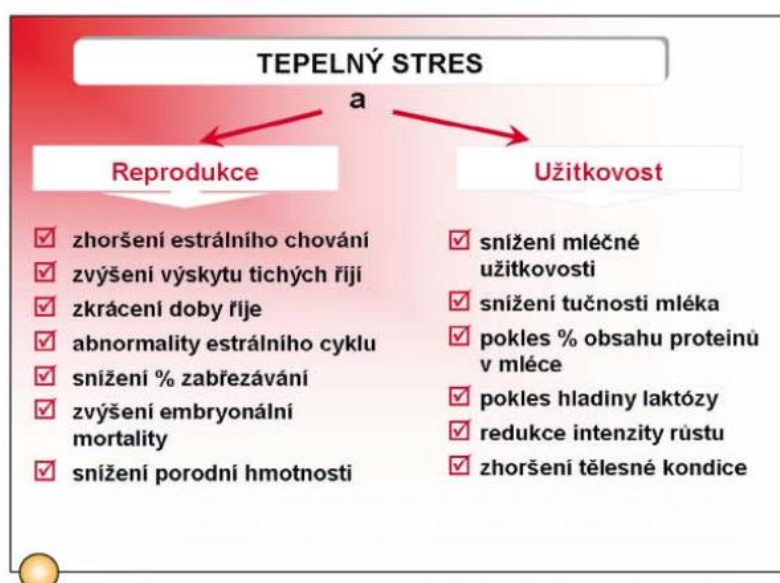 TEPELNÝ STRES
a
Reprodukce
zhoršení estrálního chování
zvýšení výskytu tichých říjí
zkrácení doby říje
abnormality estrálního cyklu
snížení % zabřezávání
zvýšení embryonální
mortality
snížení porodní hmotnosti
Užitkovost
snížení mléčné
užitkovosti
snížení tučnosti mléka
pokles % obsahu proteinů
v mléce
pokles hladiny laktózy
redukce intenzity růstu
zhoršení tělesné kondice